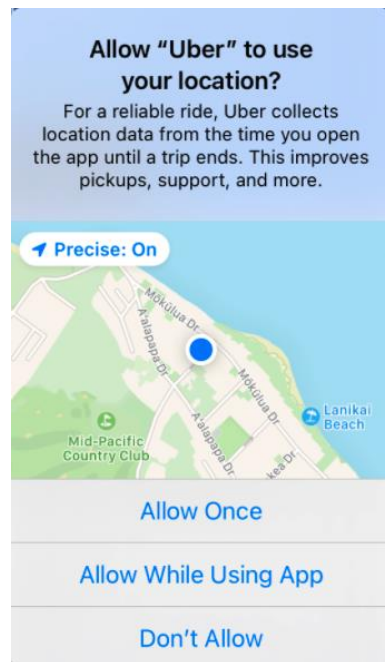 Allow “Uber” to use
your location?
For a reliable ride, Uber collects
location data from the time you open
the app until a trip ends. This improves
pickups, support, and more.
Precise: On
Mokulua Dr
A‘alapapa Dr
Lanikai
Beach
Mid-Pacific
Country Club
A‘alapapa Dr
Mokulua Dr
kea Dr
Allow Once
Allow While Using App
Don’t Allow